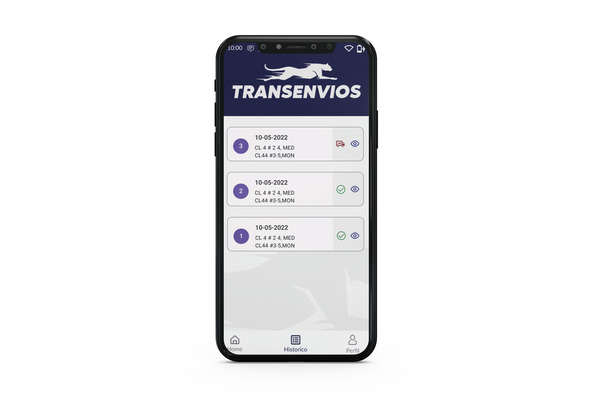 10:00
TRANSENVIOS
10-05-2022
3
CL 4 # 2 4, MED
CL44 #3-5,MON
10-05-2022
2
CL 4 # 2 4, MED
CL44 #3-5,MON
10-05-2022
1
CL 4 # 2 4, MED
CL44 #3-5,MON
Home
Historico
Perfil